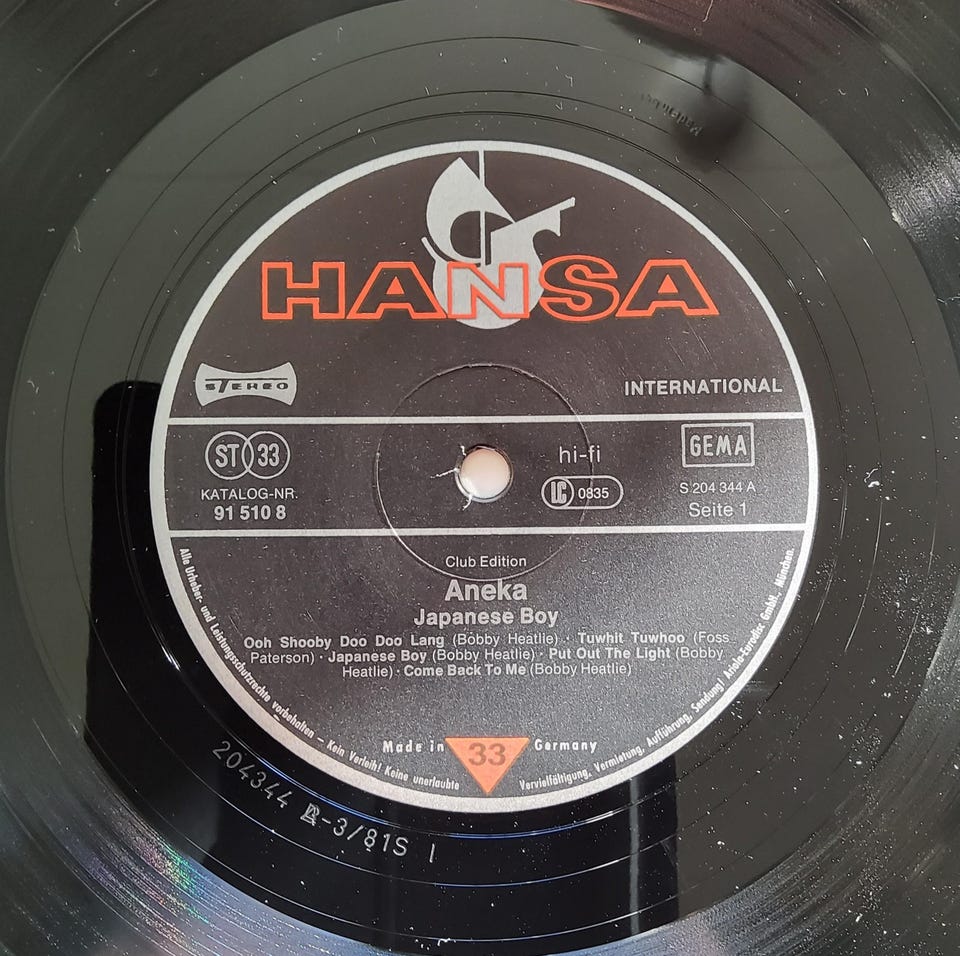 HANSA
STEREO
INTERNATIONAL
ST 33
hi-fi
GEMA
KATALOG-NR.
91 510 8
LC 0835
S 204 344 A
Seite 1
Club Edition
Aneka
Japanese Boy
Ooh Shooby Doo Doo Lang (Bobby Heatlie) · Tuwhit Tuwhoo (Foss
Paterson) · Japanese Boy (Bobby Heatlie) · Put Out The Light (Bobby
Heatlie) · Come Back To Me (Bobby Heatlie)
Made in 33 Germany
Alle Urheber- und Leistungsschutzrechte vorbehalten – Kein Verleih! Keine unerlaubte Vervielfältigung, Vermietung, Aufführung, Sendung! Ariola-Eurodisc GmbH., München.
204344 A-3/81S 1